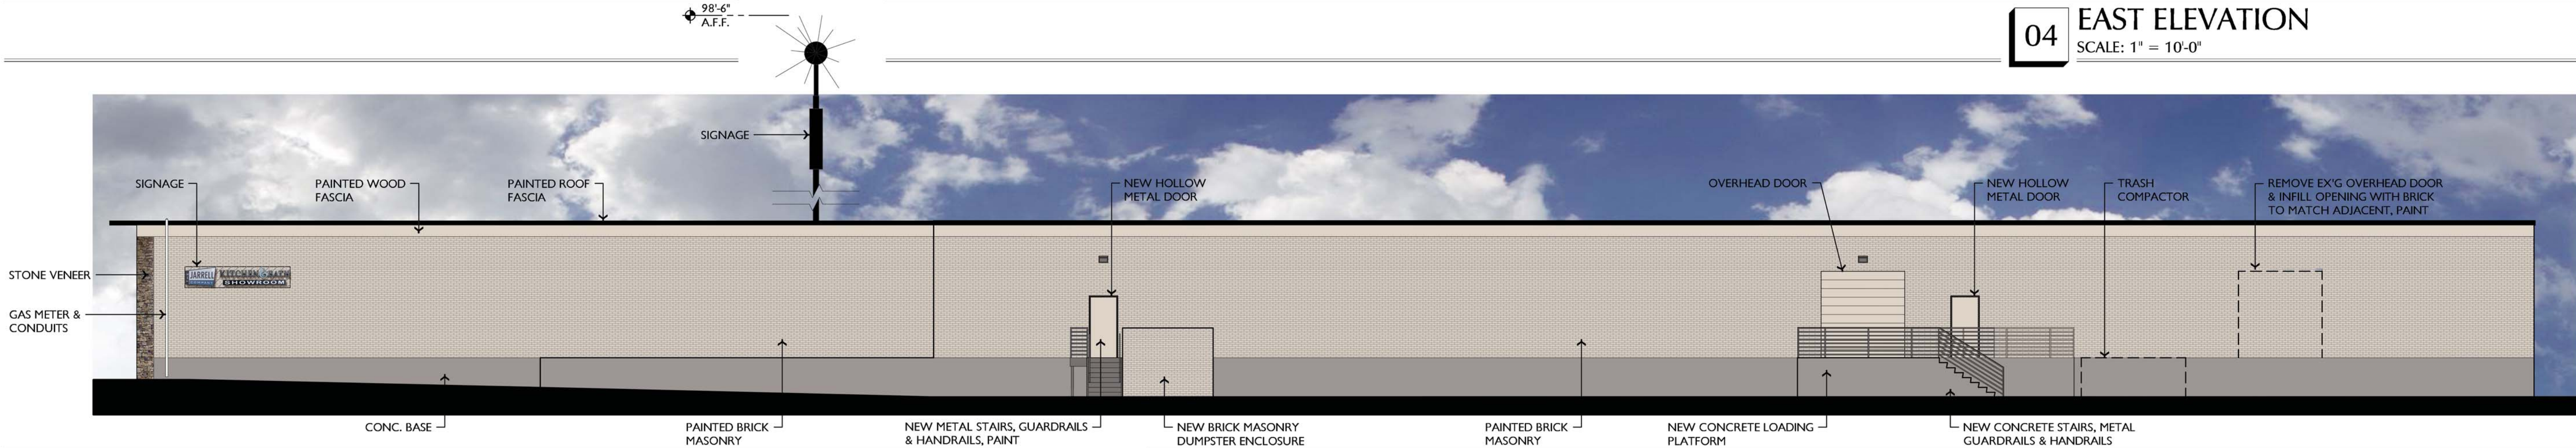 98'-6"
A.F.F.
04
EAST ELEVATION
SCALE: 1" = 10'-0"
SIGNAGE
SIGNAGE
PAINTED WOOD
FASCIA
PAINTED ROOF
FASCIA
NEW HOLLOW
METAL DOOR
OVERHEAD DOOR
NEW HOLLOW
METAL DOOR
TRASH
COMPACTOR
REMOVE EX'G OVERHEAD DOOR
& INFILL OPENING WITH BRICK
TO MATCH ADJACENT, PAINT
STONE VENEER
JARRELL
KITCHEN & BATH
SHOWROOM
GAS METER &
CONDUITS
CONC. BASE
PAINTED BRICK
MASONRY
NEW METAL STAIRS, GUARDRAILS
& HANDRAILS, PAINT
NEW BRICK MASONRY
DUMPSTER ENCLOSURE
PAINTED BRICK
MASONRY
NEW CONCRETE LOADING
PLATFORM
NEW CONCRETE STAIRS, METAL
GUARDRAILS & HANDRAILS